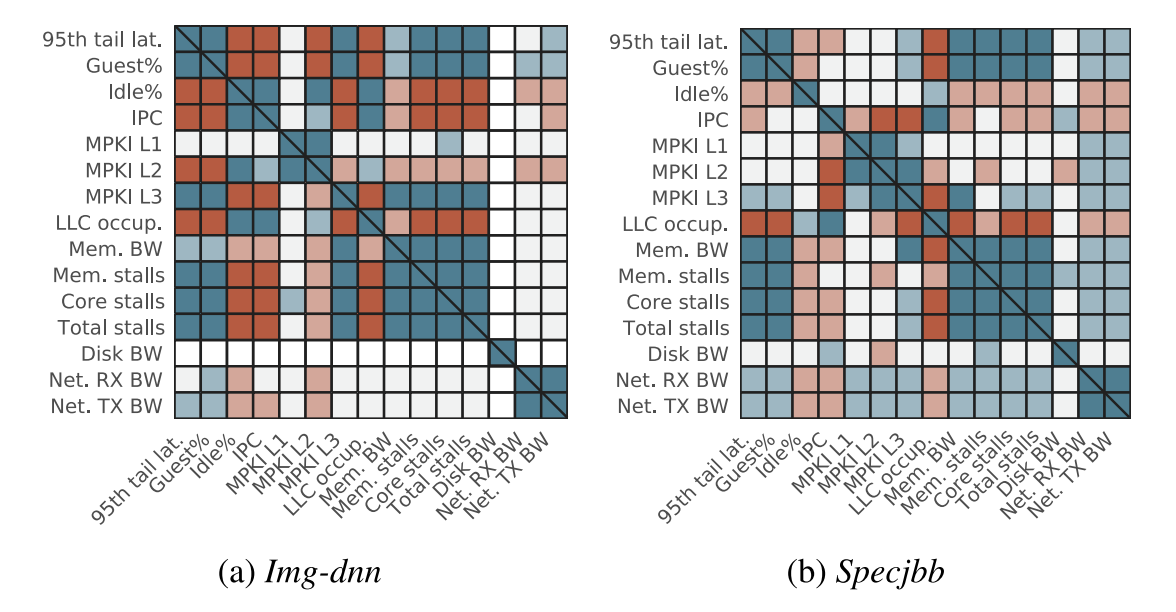 95th tail lat.
Guest%
Idle%
IPC
MPKI L1
MPKI L2
MPKI L3
LLC occup.
Mem. BW
Mem. stalls
Core stalls
Total stalls
Disk BW
Net. RX BW
Net. TX BW
95th tail lat.
Guest%
Idle%
IPC
MPKI L1
MPKI L2
MPKI L3
LLC occup.
Mem. BW
Mem. stalls
Core stalls
Total stalls
Disk BW
Net. RX BW
Net. TX BW
(a) Img-dnn
95th tail lat.
Guest%
Idle%
IPC
MPKI L1
MPKI L2
MPKI L3
LLC occup.
Mem. BW
Mem. stalls
Core stalls
Total stalls
Disk BW
Net. RX BW
Net. TX BW
95th tail lat.
Guest%
Idle%
IPC
MPKI L1
MPKI L2
MPKI L3
LLC occup.
Mem. BW
Mem. stalls
Core stalls
Total stalls
Disk BW
Net. RX BW
Net. TX BW
(b) Specjbb